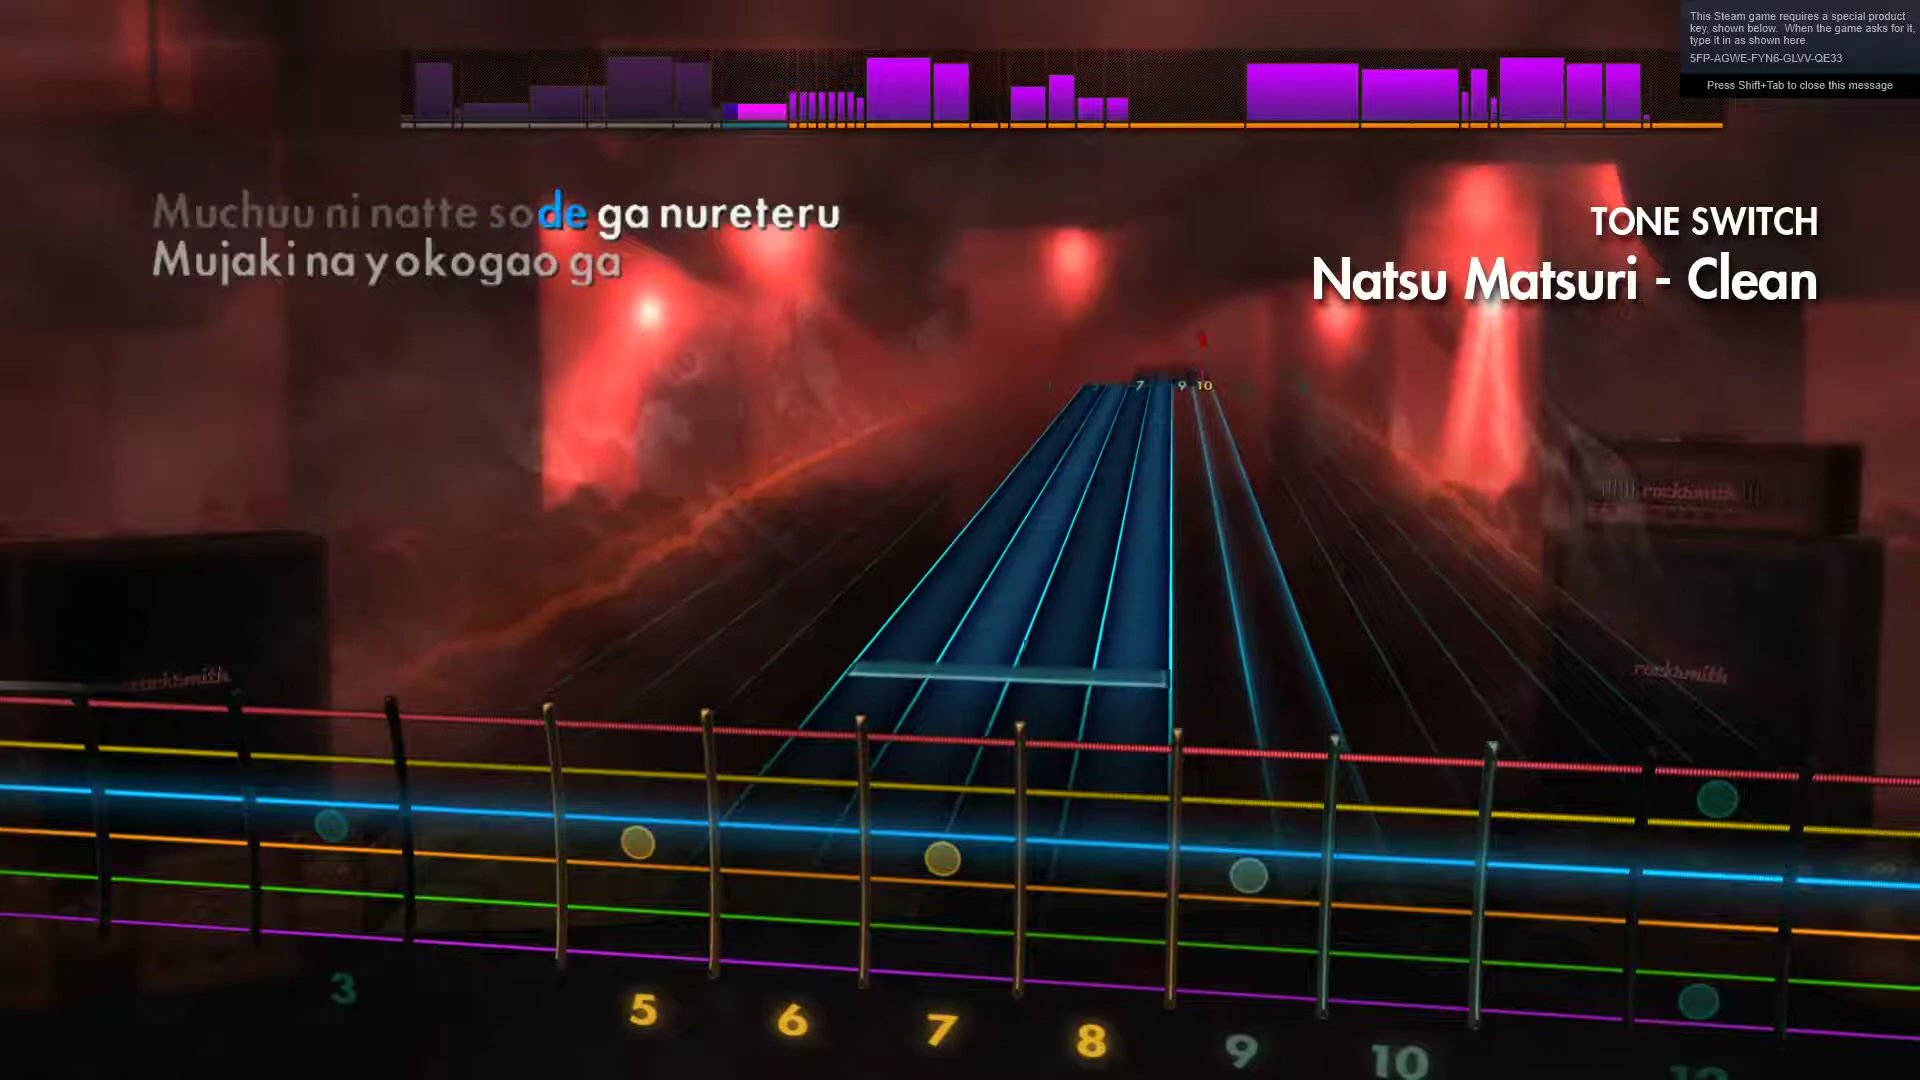 This Steam game requires a special product
key, shown below. When the game asks for it,
type it in as shown here.
5FP-AGWE-FYN6-GLVV-QE33
Press Shift+Tab to close this message
Muchuu ni natte sode ga nureteru
Mujaki na yokogao ga
TONE SWITCH
Natsu Matsuri - Clean
7 9 10
rocksmith
rocksmith
rocksmith
3 5 6 7 8 9 10